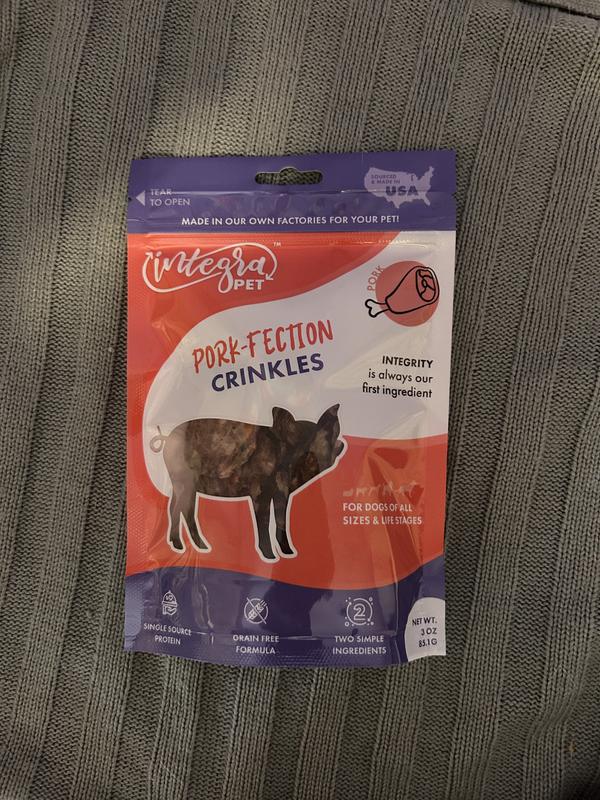 TEAR
TO OPEN
SOURCED
& MADE IN
USA
MADE IN OUR OWN FACTORIES FOR YOUR PET!
integra
PET
™
PORK
PORK-FECTION
CRINKLES
INTEGRITY
is always our
first ingredient
FOR DOGS OF ALL
SIZES & LIFE STAGES
SINGLE SOURCE
PROTEIN
GRAIN FREE
FORMULA
2
TWO SIMPLE
INGREDIENTS
NET WT.
3 OZ
85.1G